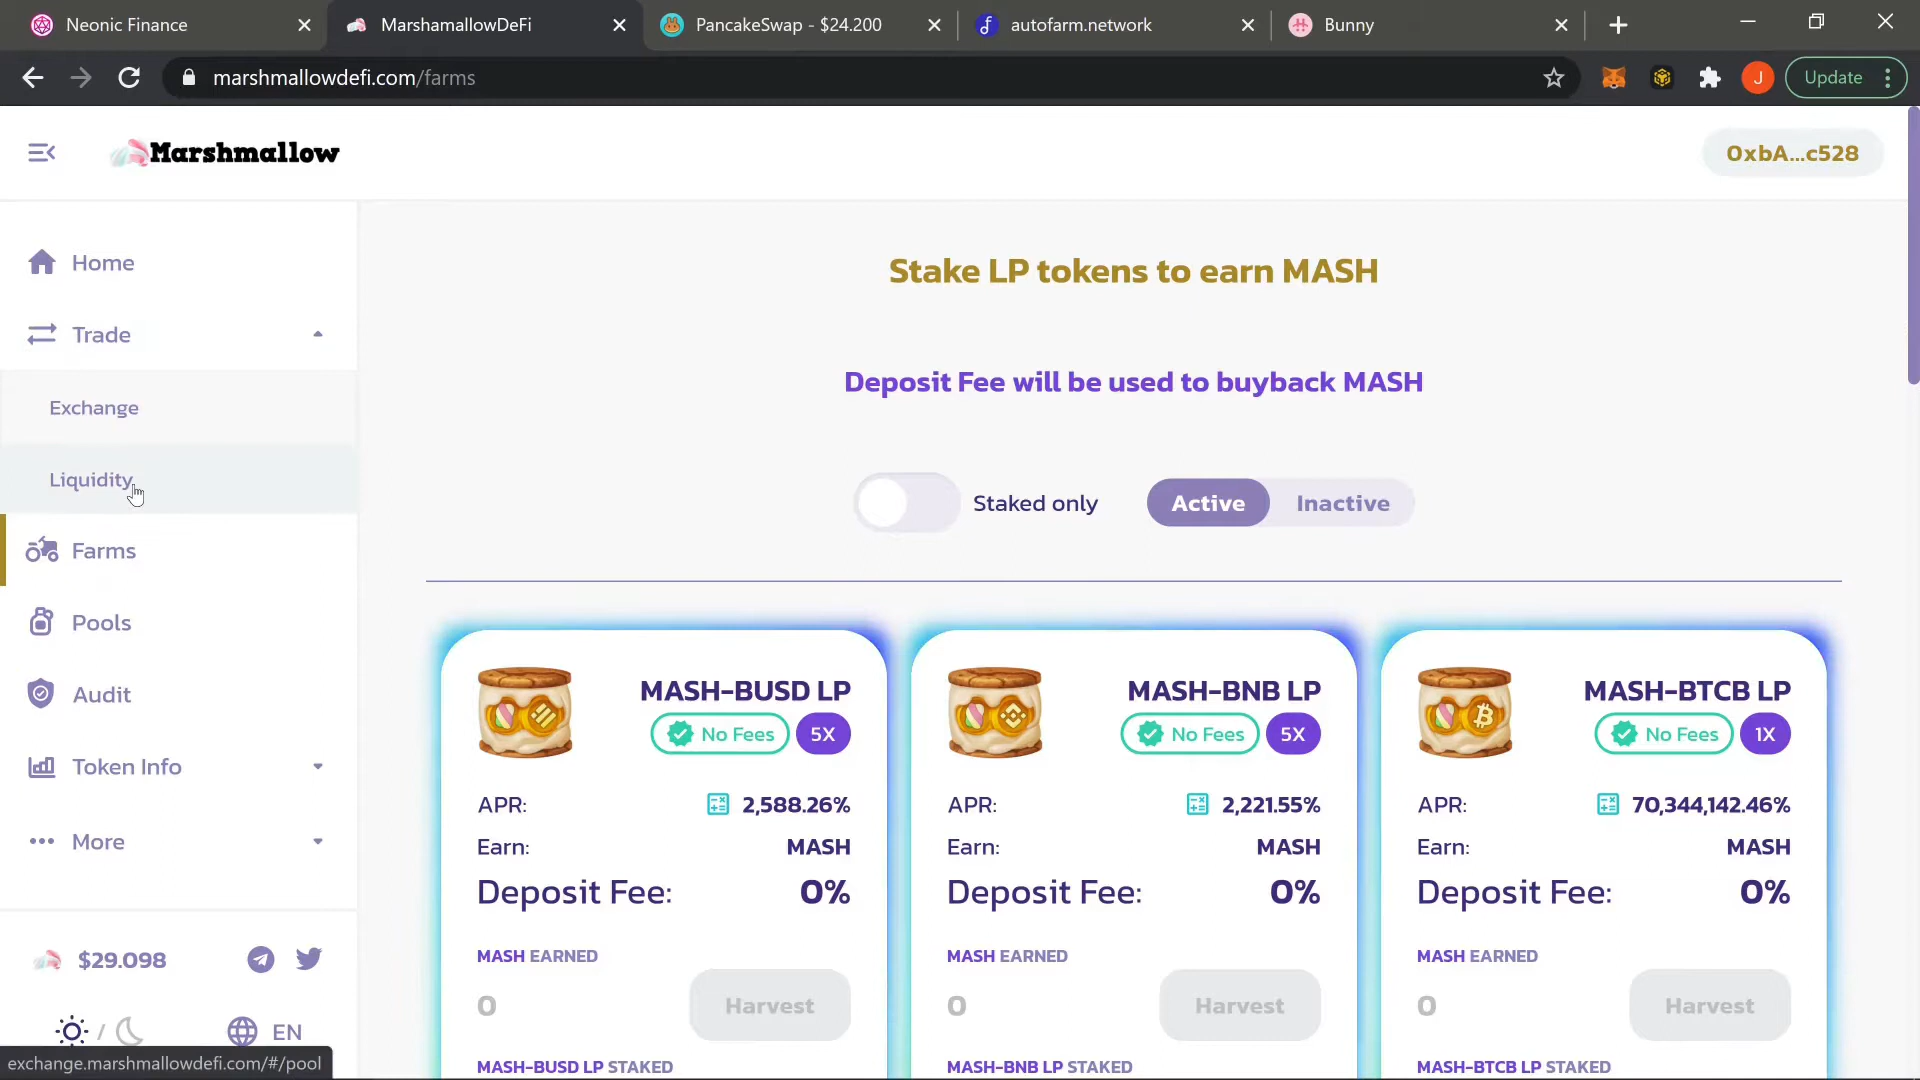 Neonic Finance
MarshamallowDeFi
PancakeSwap - $24.200
autofarm.network
Bunny
marshmallowdefi.com/farms
J
Update
Marshmallow
0xbA...c528
Home
Trade
Exchange
Liquidity
Farms
Pools
Audit
Token Info
More
$29.098
/
EN
exchange.marshmallowdefi.com/#/pool
Stake LP tokens to earn MASH
Deposit Fee will be used to buyback MASH
Staked only
Active
Inactive
MASH-BUSD LP
No Fees 5X
APR: 2,588.26%
Earn: MASH
Deposit Fee: 0%
MASH EARNED
0 Harvest
MASH-BUSD LP STAKED
MASH-BNB LP
No Fees 5X
APR: 2,221.55%
Earn: MASH
Deposit Fee: 0%
MASH EARNED
0 Harvest
MASH-BNB LP STAKED
MASH-BTCB LP
No Fees 1X
APR: 70,344,142.46%
Earn: MASH
Deposit Fee: 0%
MASH EARNED
0 Harvest
MASH-BTCB LP STAKED